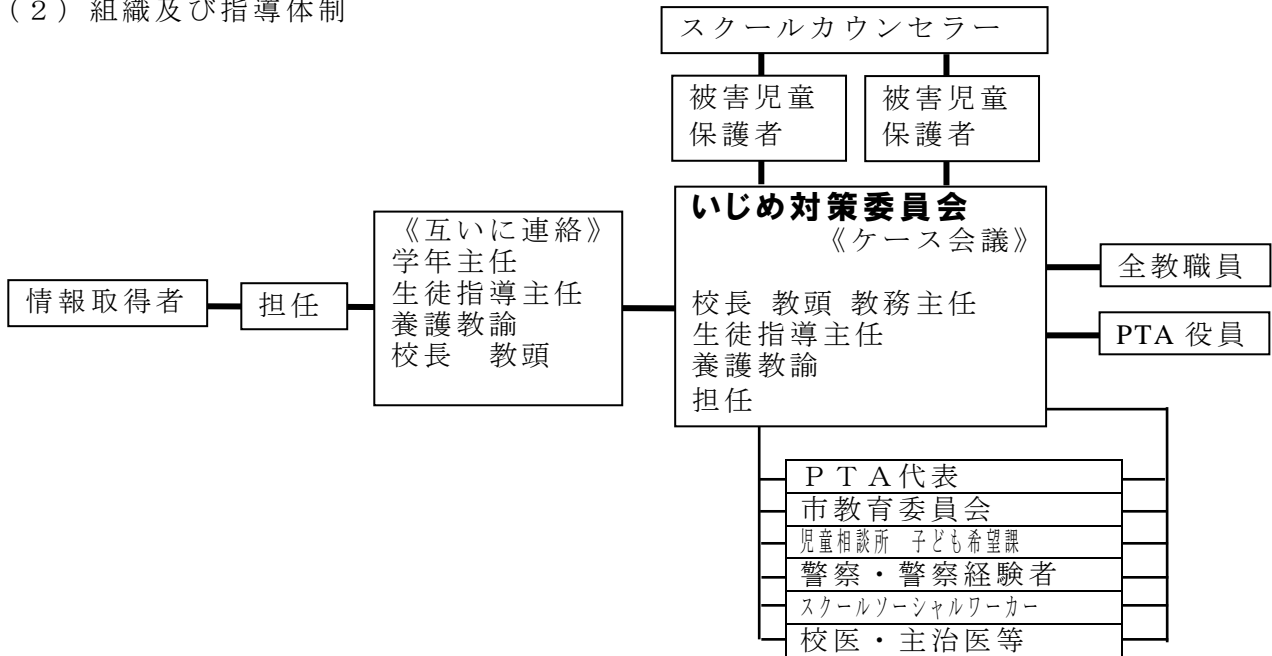 （２）組織及び指導体制
スクールカウンセラー
被害児童
保護者
被害児童
保護者
情報取得者
担任
《互いに連絡》
学年主任
生徒指導主任
養護教諭
校長　教頭
いじめ対策委員会
《ケース会議》
校長 教頭 教務主任
生徒指導主任
養護教諭
担任
全教職員
PTA 役員
ＰＴＡ代表
市教育委員会
児童相談所　子ども希望課
警察・警察経験者
スクールソーシャルワーカー
校医・主治医等